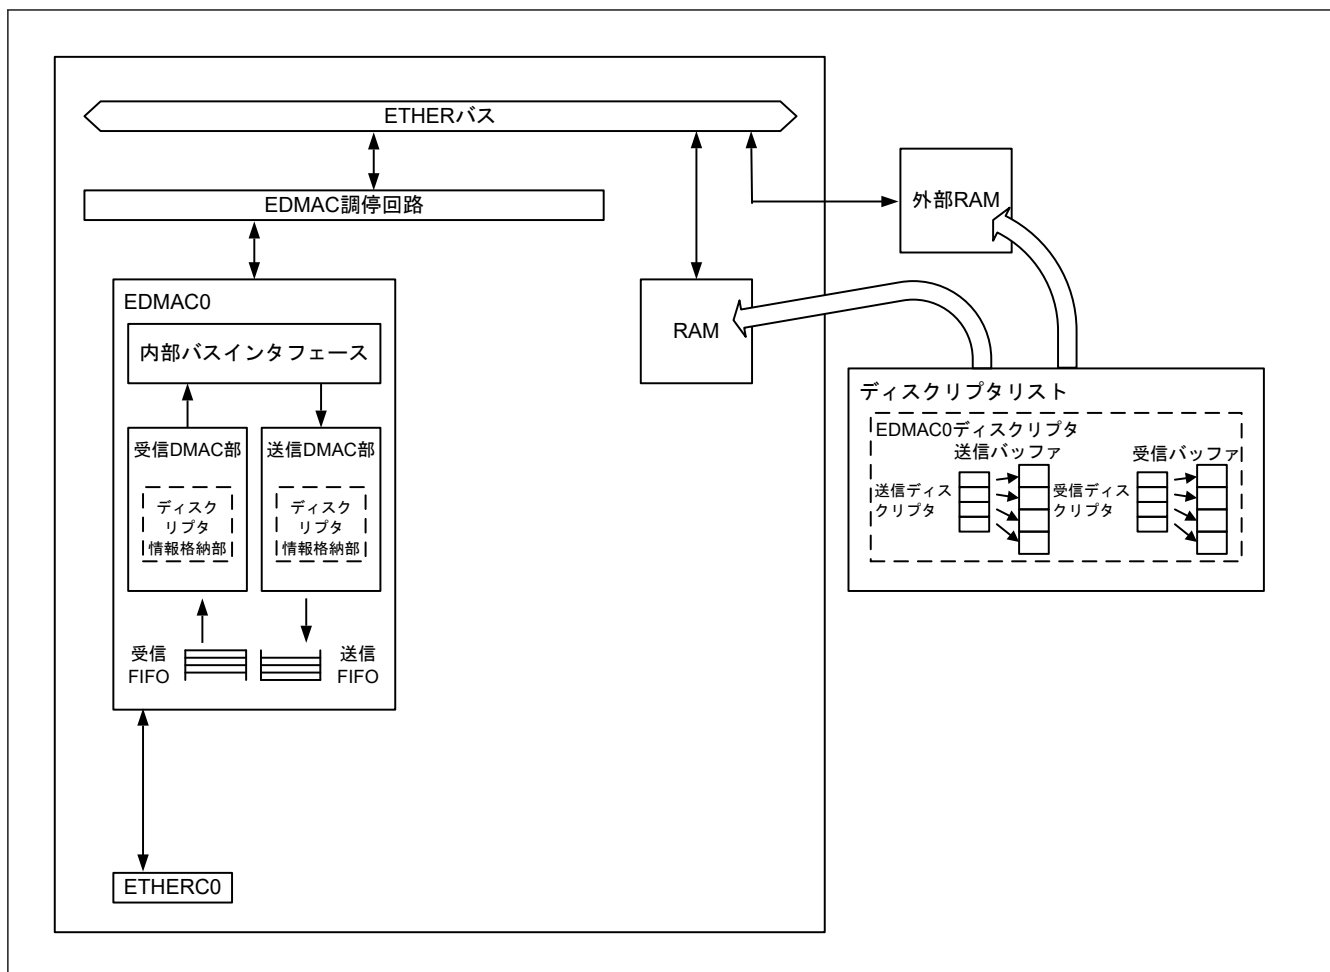 ETHERバス
EDMAC調停回路
外部RAM
EDMAC0
内部バスインタフェース
RAM
受信DMAC部
送信DMAC部
ディスク
リプタ
情報格納部
ディスク
リプタ
情報格納部
受信
FIFO
送信
FIFO
ETHERC0
ディスクリプタリスト
EDMAC0ディスクリプタ
送信バッファ
受信バッファ
送信ディス
クリプタ
受信ディス
クリプタ